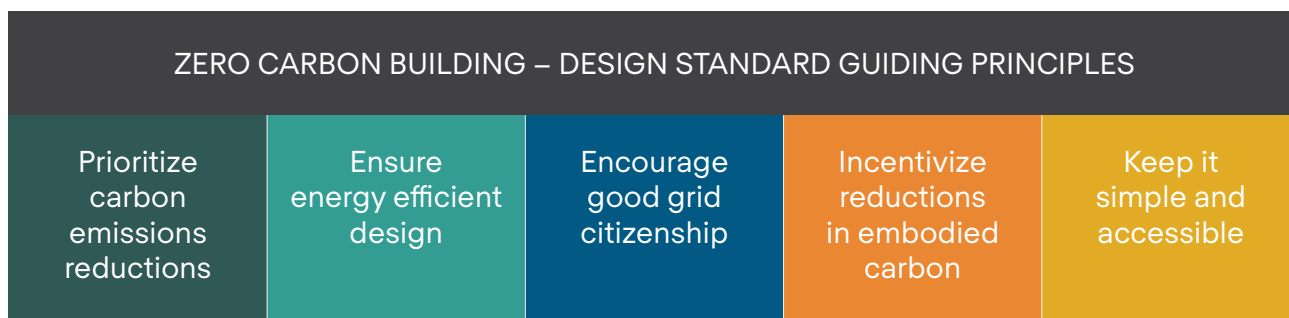 ZERO CARBON BUILDING – DESIGN STANDARD GUIDING PRINCIPLES
Prioritize
carbon
emissions
reductions
Ensure
energy efficient
design
Encourage
good grid
citizenship
Incentivize
reductions
in embodied
carbon
Keep it
simple and
accessible